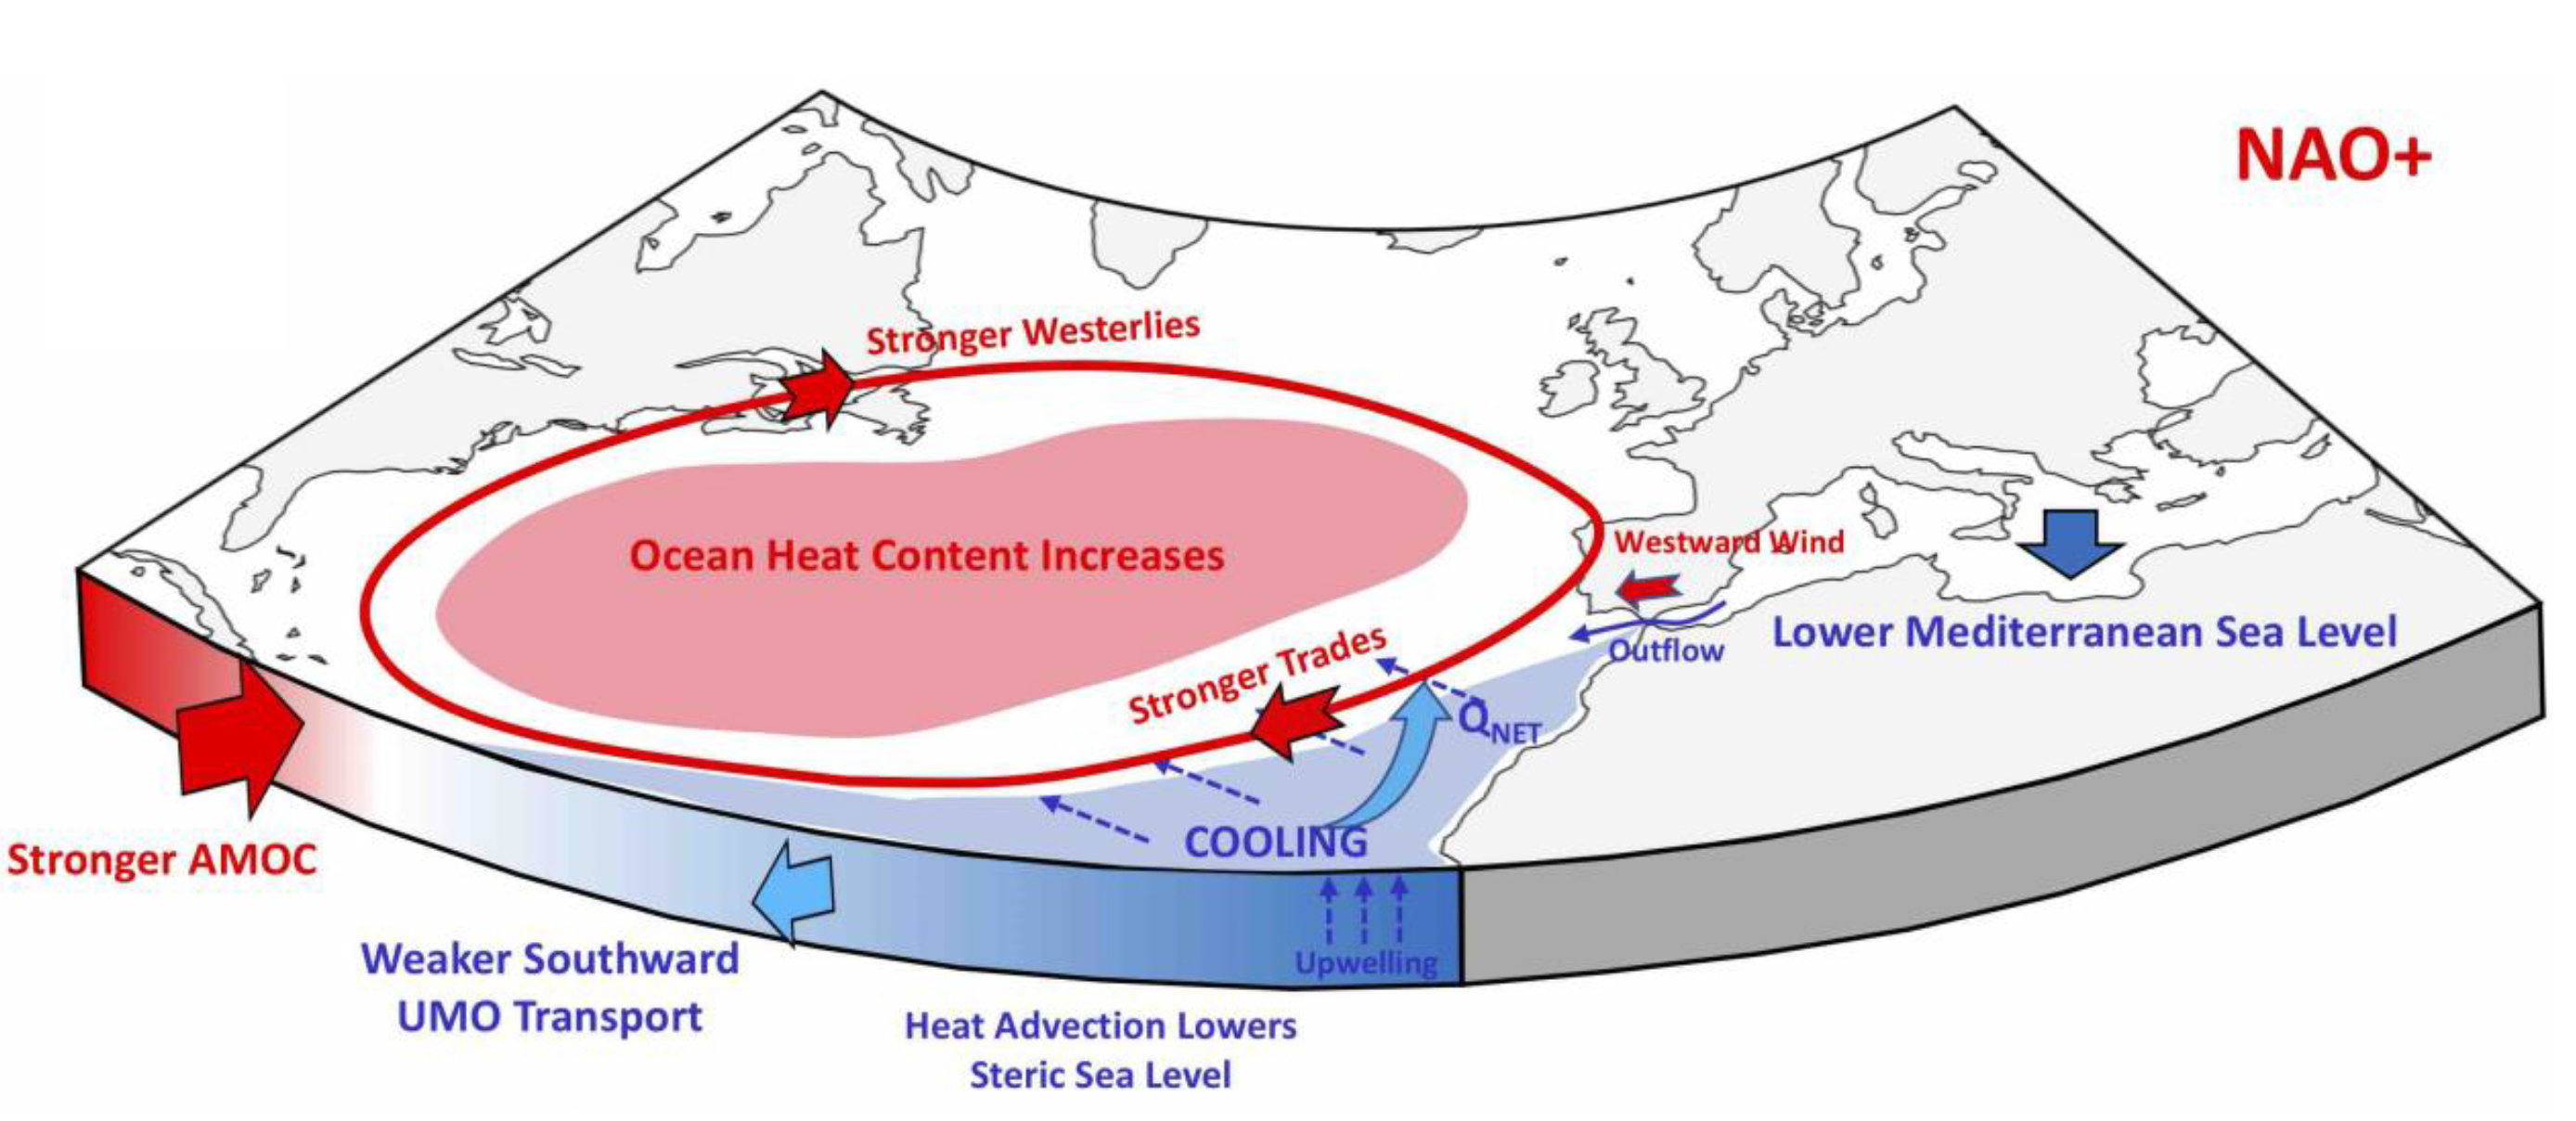 NAO+
Stronger Westerlies
Ocean Heat Content Increases
Westward Wind
Stronger Trades
Outflow
Lower Mediterranean Sea Level
QNET
COOLING
Stronger AMOC
Upwelling
Weaker Southward
UMO Transport
Heat Advection Lowers
Steric Sea Level